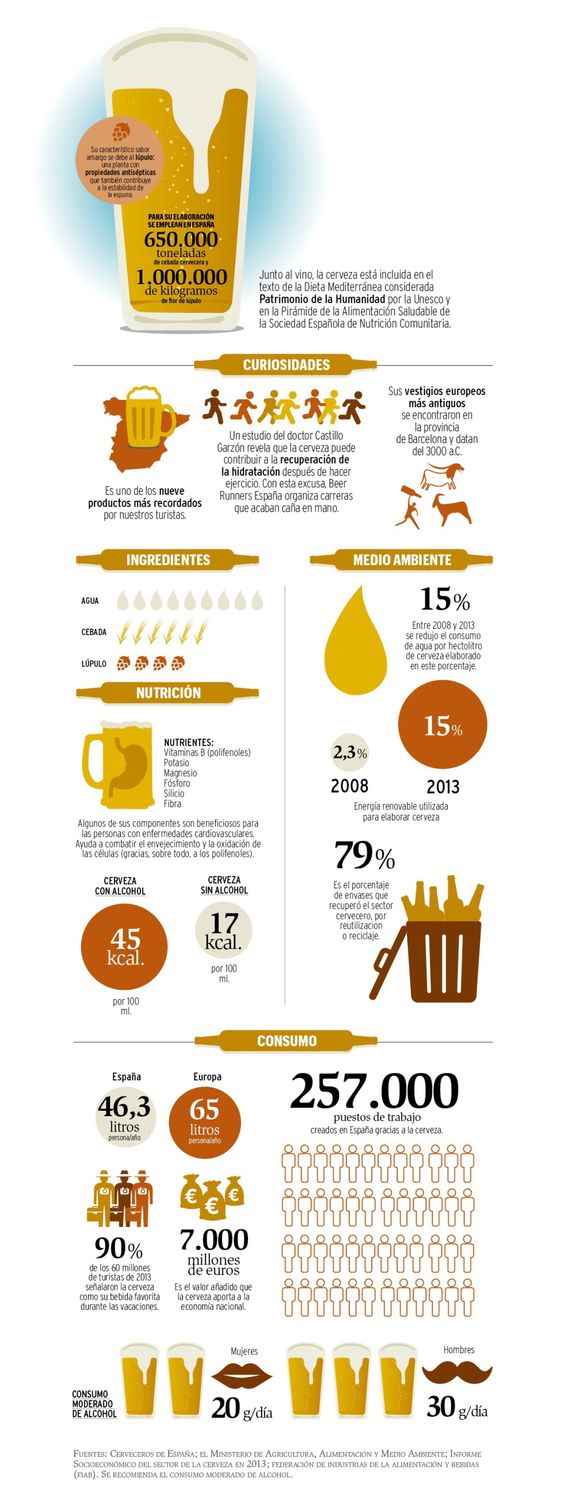 Su característico sabor
amargo se debe al lúpulo:
una planta con
propiedades antisépticas
que también contribuye
a la estabilidad de
la espuma.
PARA SU ELABORACIÓN
SE EMPLEAN EN ESPAÑA
650.000
toneladas
de cebada cervecera y
1.000.000
de kilogramos
de flor de lúpulo
Junto al vino, la cerveza está incluida en el
texto de la Dieta Mediterránea considerada
Patrimonio de la Humanidad por la Unesco y
en la Pirámide de la Alimentación Saludable de
la Sociedad Española de Nutrición Comunitaria.
CURIOSIDADES
Es uno de los nueve
productos más recordados
por nuestros turistas.
Un estudio del doctor Castillo
Garzón revela que la cerveza puede
contribuir a la recuperación de
la hidratación después de hacer
ejercicio. Con esta excusa, Beer
Runners España organiza carreras
que acaban caña en mano.
Sus vestigios europeos
más antiguos
se encontraron en
la provincia
de Barcelona y datan
del 3000 a.C.
INGREDIENTES
AGUA
CEBADA
LÚPULO
NUTRICIÓN
NUTRIENTES:
Vitaminas B (polifenoles)
Potasio
Magnesio
Fósforo
Silicio
Fibra
Algunos de sus componentes son beneficiosos para
las personas con enfermedades cardiovasculares.
Ayuda a combatir el envejecimiento y la oxidación de
las células (gracias, sobre todo, a los polifenoles).
CERVEZA
CON ALCOHOL
45
kcal.
por 100
ml.
CERVEZA
SIN ALCOHOL
17
kcal.
por 100
ml.
MEDIO AMBIENTE
15%
Entre 2008 y 2013
se redujo el consumo
de agua por hectolitro
de cerveza elaborado
en este porcentaje.
2,3%
15%
2008
2013
Energía renovable utilizada
para elaborar cerveza
79%
Es el porcentaje
de envases que
recuperó el sector
cervecero, por
reutilizacion
o reciclaje.
CONSUMO
España
46,3
litros
persona/año
Europa
65
litros
persona/año
257.000
puestos de trabajo
creados en España gracias a la cerveza.
90%
de los 60 millones
de turistas de 2013
señalaron la cerveza
como su bebida favorita
durante las vacaciones.
€ € €
7.000
millones
de euros
Es el valor añadido que
la cerveza aporta a la
economía nacional.
CONSUMO
MODERADO
DE ALCOHOL
Mujeres
20 g/día
Hombres
30 g/día
FUENTES: CERVECEROS DE ESPAÑA; EL MINISTERIO DE AGRICULTURA, ALIMENTACIÓN Y MEDIO AMBIENTE; INFORME
SOCIOECONÓMICO DEL SECTOR DE LA CERVEZA EN 2013; FEDERACIÓN DE INDUSTRIAS DE LA ALIMENTACIÓN Y BEBIDAS
(FIAB). SE RECOMIENDA EL CONSUMO MODERADO DE ALCOHOL.